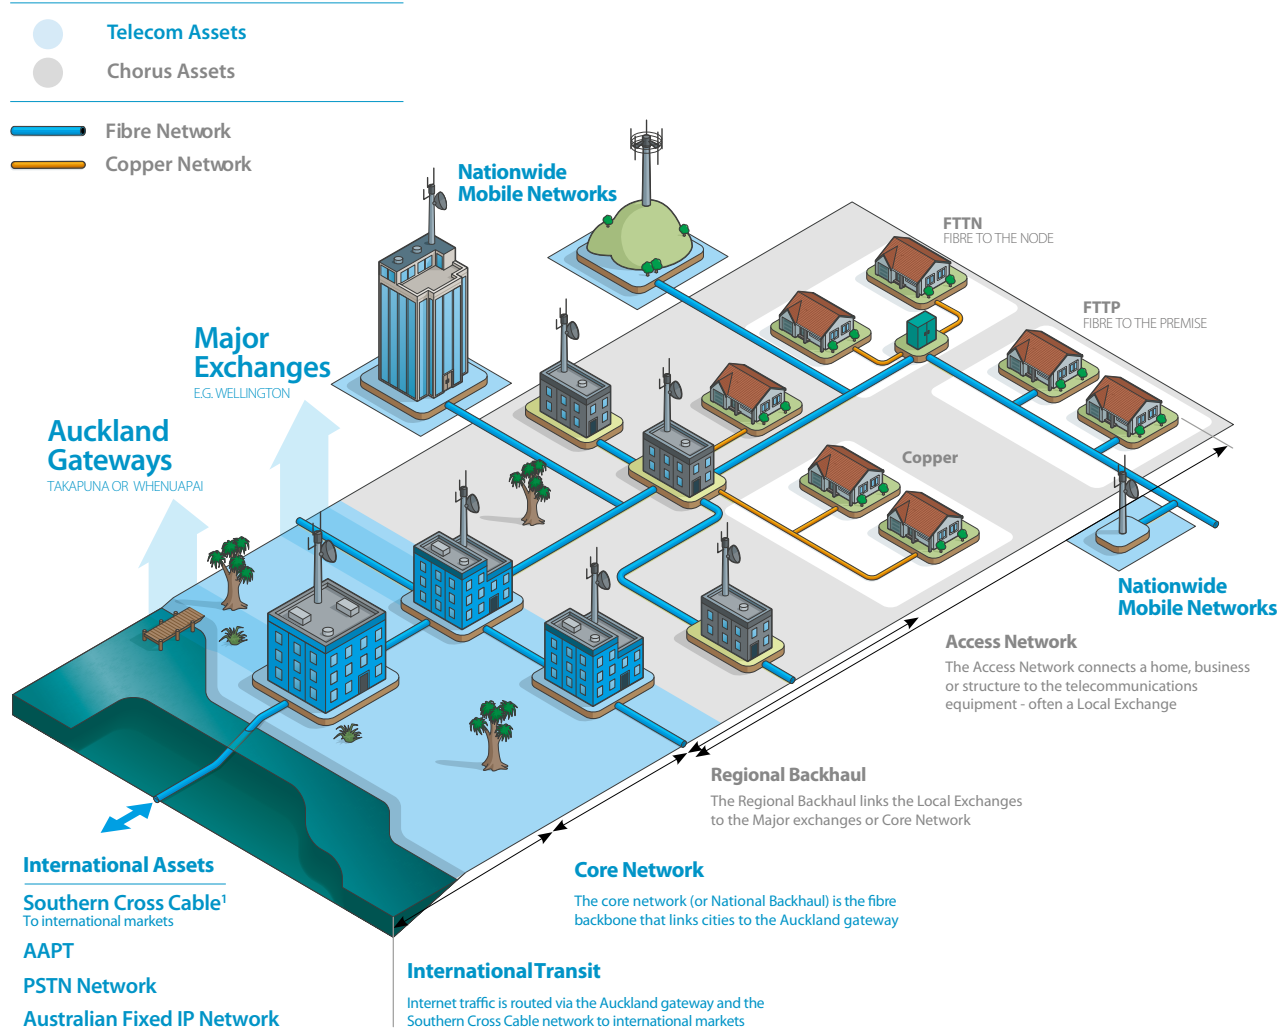 Telecom Assets
Chorus Assets
Fibre Network
Copper Network
Nationwide
Mobile Networks
FTTN
FIBRE TO THE NODE
FTTP
FIBRE TO THE PREMISE
Major
Exchanges
E.G. WELLINGTON
Auckland
Gateways
TAKAPUNA OR WHENUAPAI
Copper
Nationwide
Mobile Networks
Access Network
The Access Network connects a home, business
or structure to the telecommunications
equipment - often a Local Exchange
Regional Backhaul
The Regional Backhaul links the Local Exchanges
to the Major exchanges or Core Network
Core Network
The core network (or National Backhaul) is the fibre
backbone that links cities to the Auckland gateway
International Transit
Internet traffic is routed via the Auckland gateway and the
Southern Cross Cable network to international markets
International Assets
Southern Cross Cable¹
To international markets
AAPT
PSTN Network
Australian Fixed IP Network